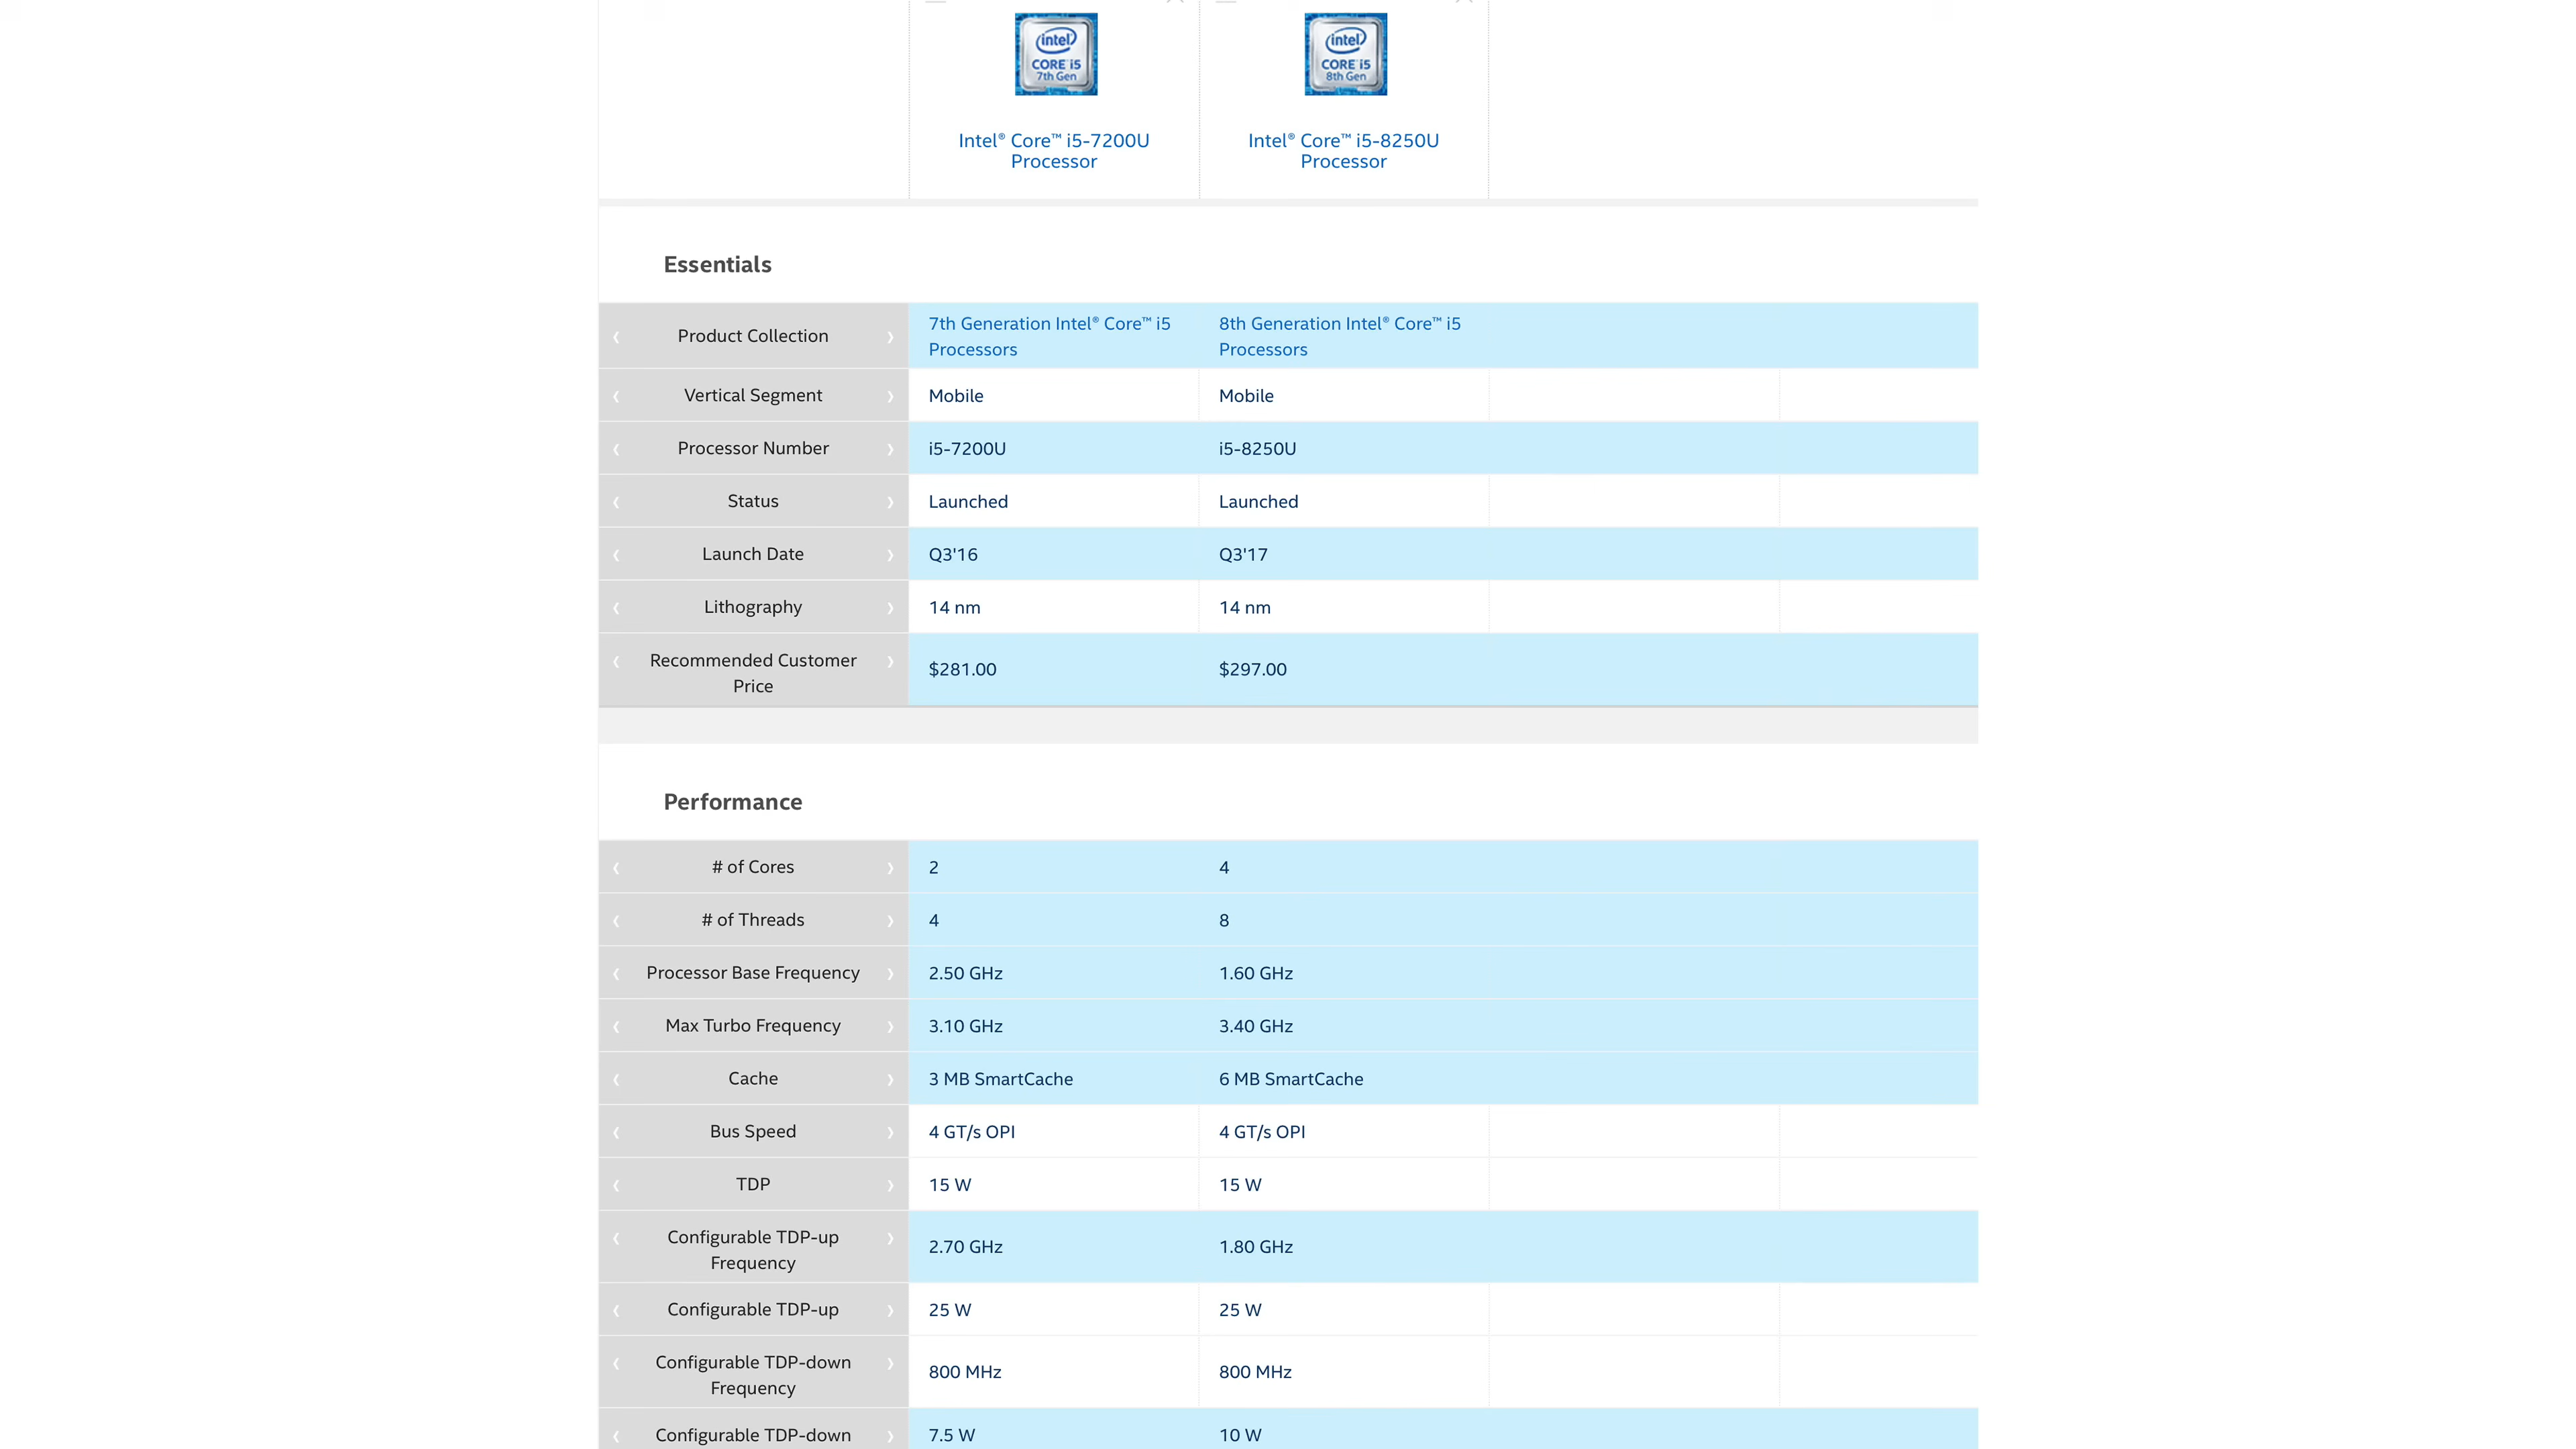 intel CORE i5 7th Gen
intel CORE i5 8th Gen
Intel® Core™ i5-7200U
Processor
Intel® Core™ i5-8250U
Processor
Essentials
Product Collection
7th Generation Intel® Core™ i5
Processors
8th Generation Intel® Core™ i5
Processors
Vertical Segment Mobile Mobile
Processor Number i5-7200U i5-8250U
Status Launched Launched
Launch Date Q3'16 Q3'17
Lithography 14 nm 14 nm
Recommended Customer
Price
$281.00 $297.00
Performance
# of Cores 2 4
# of Threads 4 8
Processor Base Frequency 2.50 GHz 1.60 GHz
Max Turbo Frequency 3.10 GHz 3.40 GHz
Cache 3 MB SmartCache 6 MB SmartCache
Bus Speed 4 GT/s OPI 4 GT/s OPI
TDP 15 W 15 W
Configurable TDP-up
Frequency
2.70 GHz 1.80 GHz
Configurable TDP-up 25 W 25 W
Configurable TDP-down
Frequency
800 MHz 800 MHz
Configurable TDP-down 7.5 W 10 W